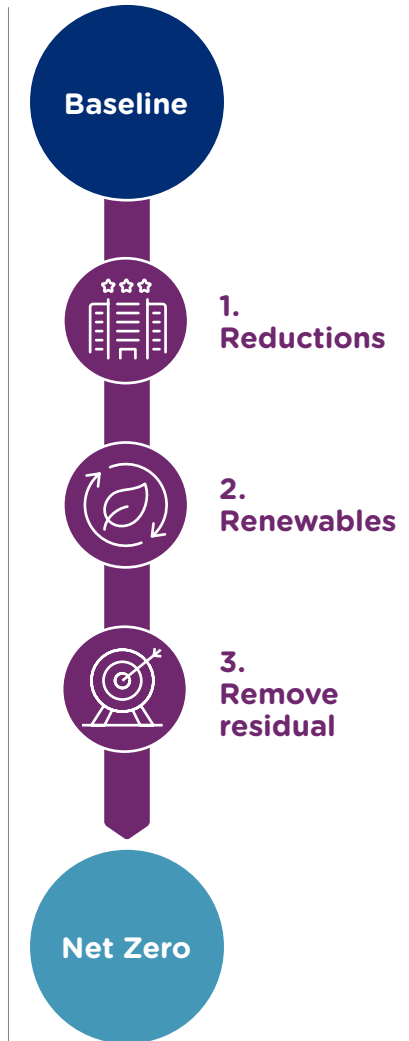 Baseline
1.
Reductions
2.
Renewables
3.
Remove
residual
Net Zero